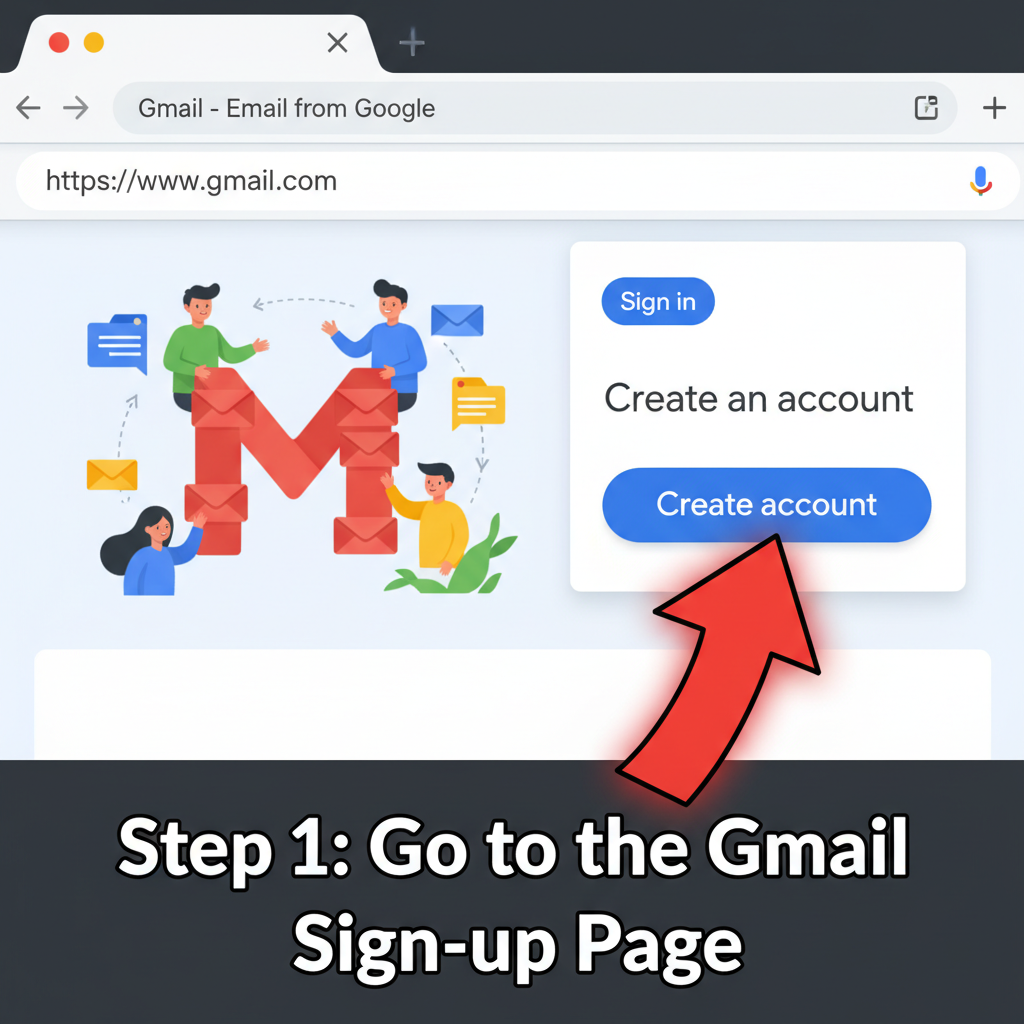 Gmail - Email from Google
https://www.gmail.com
Sign in
Create an account
Create account
Step 1: Go to the Gmail
Sign-up Page